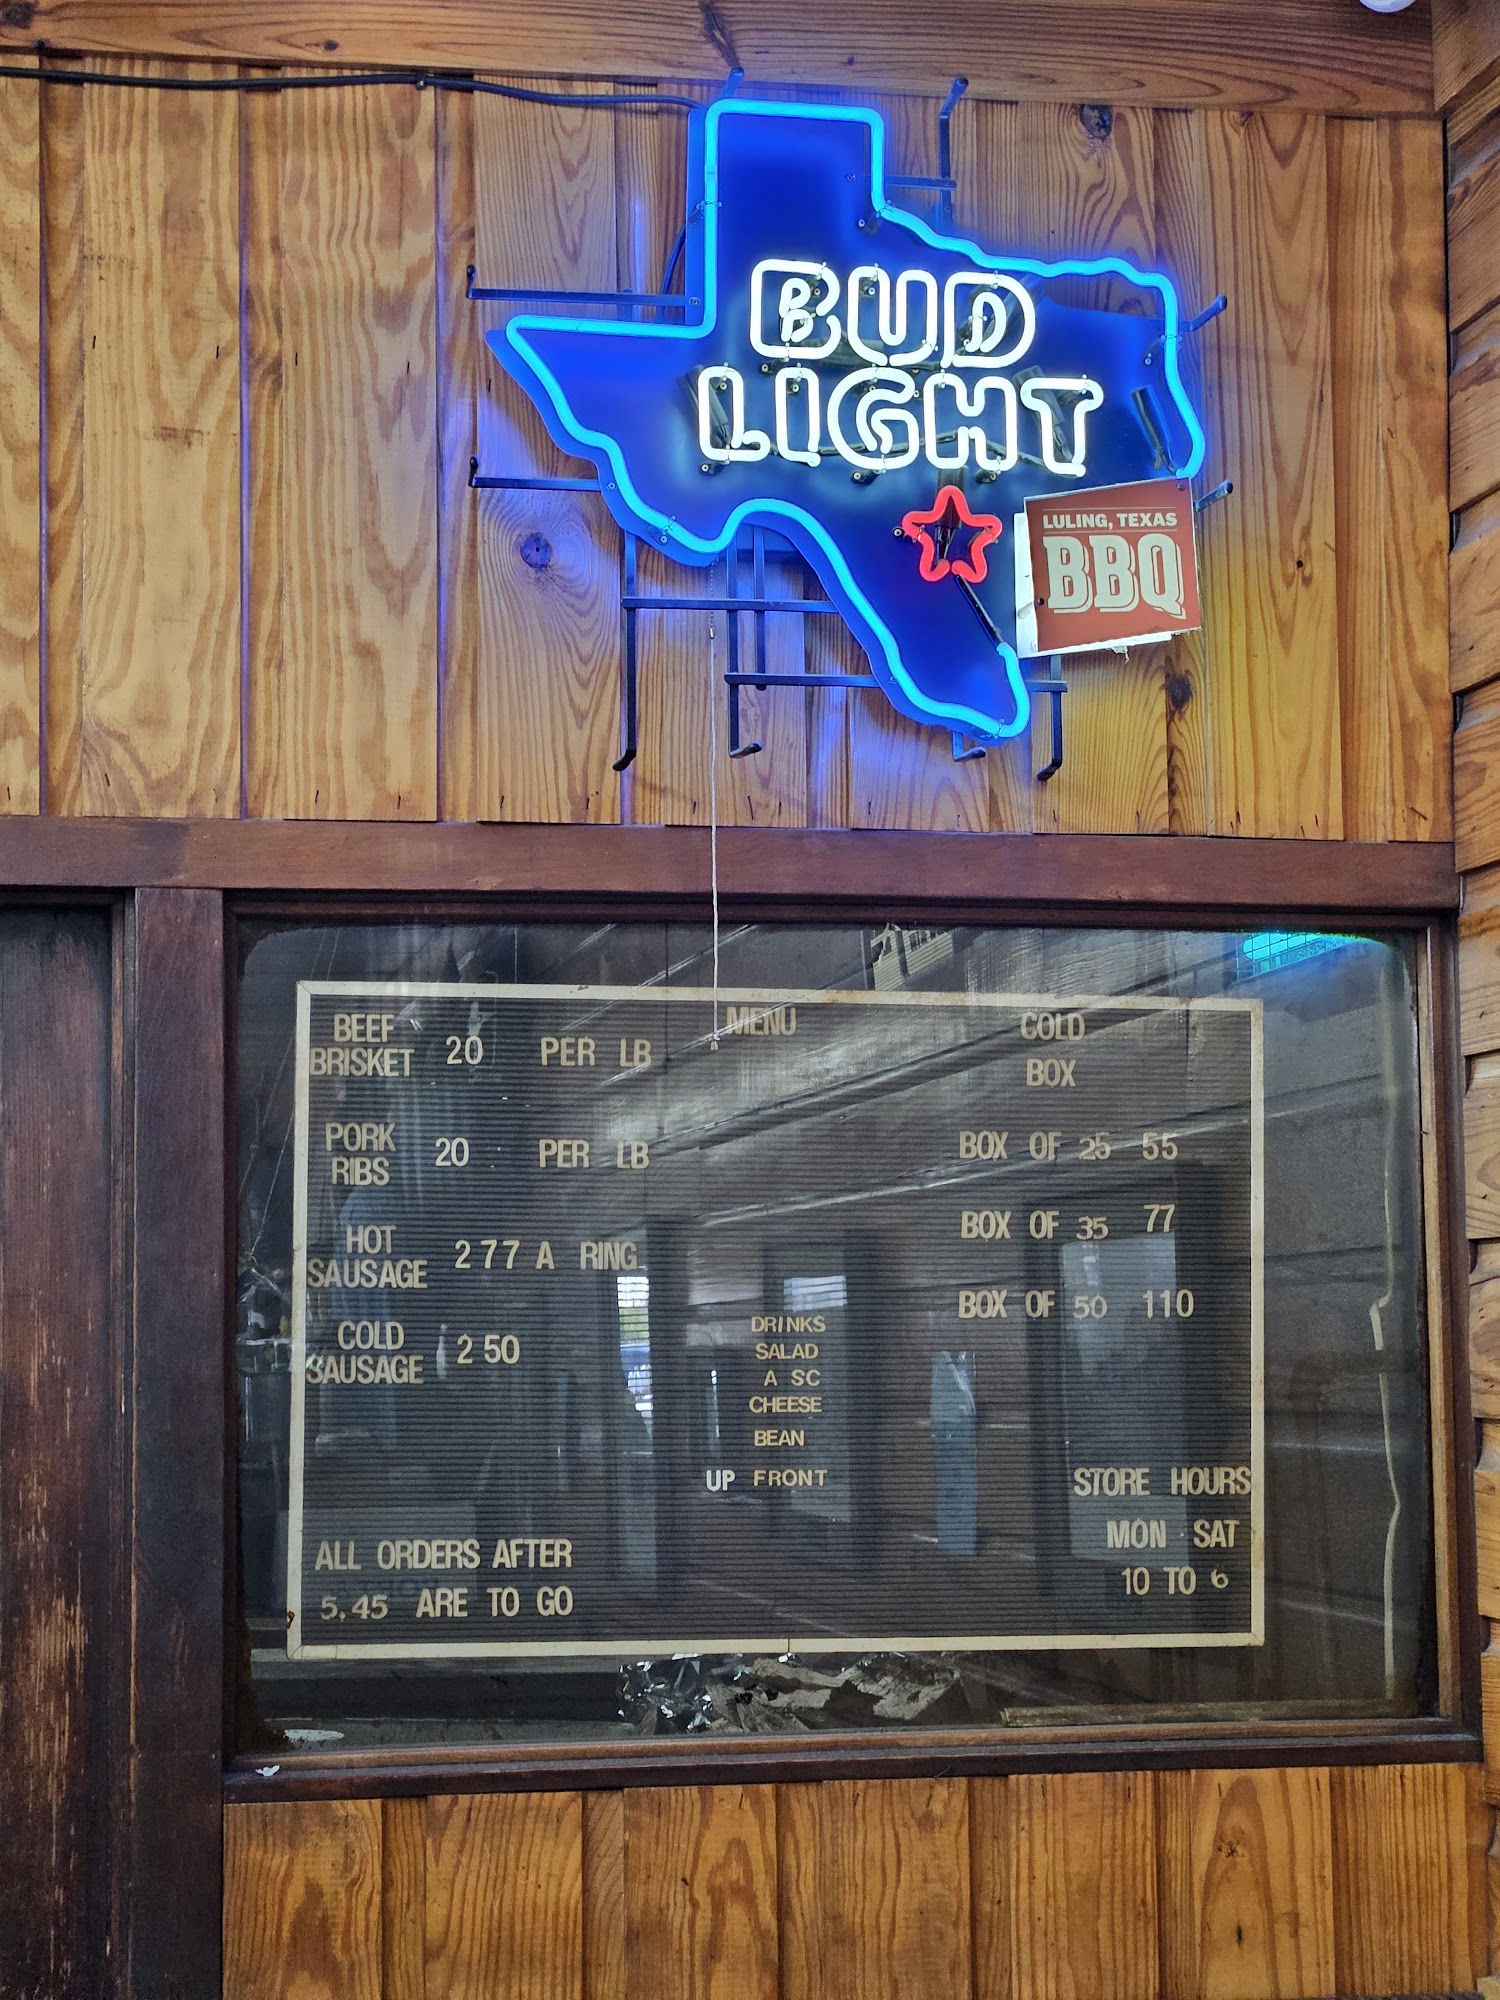 BUD
LIGHT
LULING, TEXAS
BBQ
MENU
BEEF
BRISKET 20 PER LB
PORK
RIBS 20 PER LB
HOT
SAUSAGE 2 77 A RING
COLD
SAUSAGE 2 50
ALL ORDERS AFTER
5.45 ARE TO GO
DRINKS
SALAD
A SC
CHEESE
BEAN
UP FRONT
COLD
BOX
BOX OF 25 55
BOX OF 35 77
BOX OF 50 110
STORE HOURS
MON SAT
10 TO 6